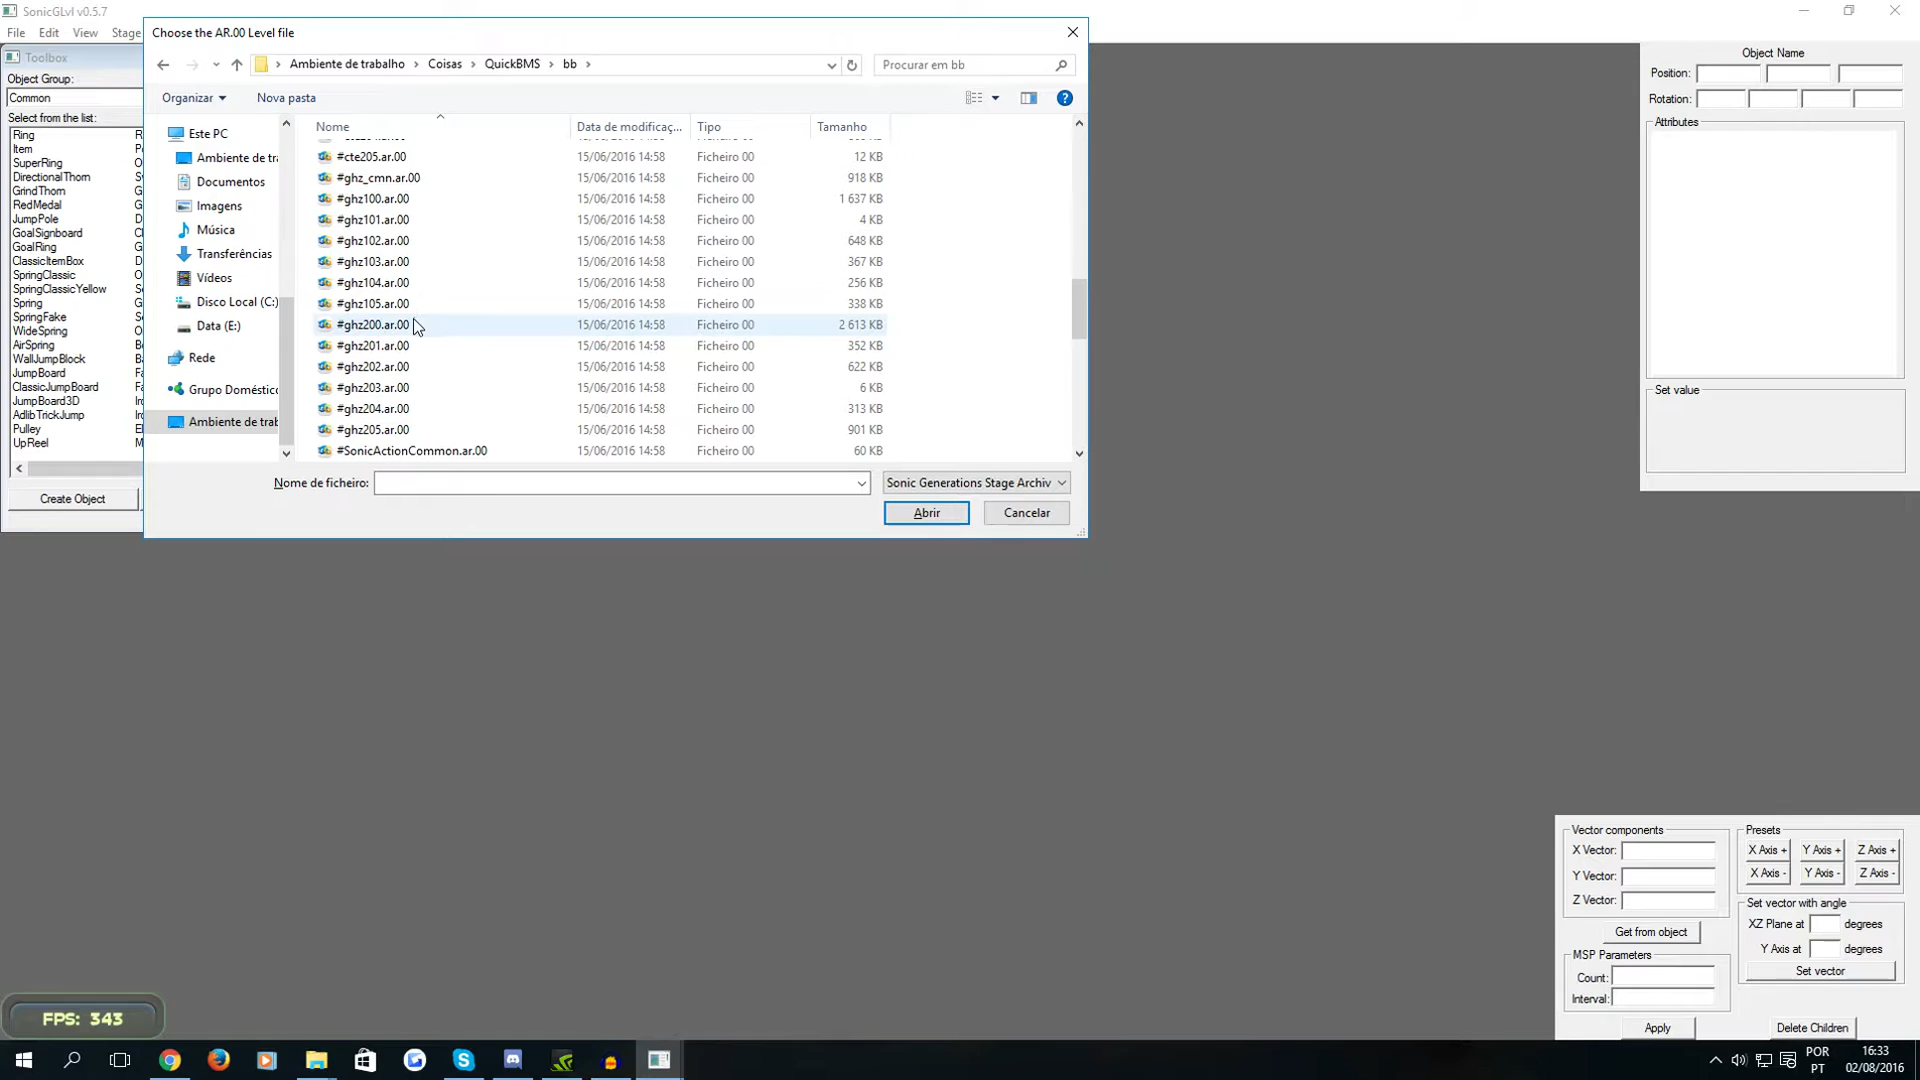 SonicGLvl v0.5.7
File Edit View Stage
Toolbox
Object Group:
Common
Select from the list:
Ring R
Item
SuperRing O
DirectionalThorn S
GrindThorn G
RedMedal G
JumpPole D
GoalSignboard C
GoalRing E
ClassicItemBox E
SpringClassic O
SpringClassicYellow S
Spring G
SpringFake S
WideSpring B
AirSpring B
WallJumpBlock M
JumpBoard F
ClassicJumpBoard F
JumpBoard3D
AdlibTrickJump
Pulley E
UpReel M
Create Object
Choose the AR.00 Level file
Ambiente de trabalho Coisas QuickBMS bb
Procurar em bb
Organizar Nova pasta
Este PC
Ambiente de tra
Documentos
Imagens
Música
Transferências
Vídeos
Disco Local (C:)
Data (E:)
Rede
Grupo Doméstico
Ambiente de trab
Nome Data de modificaç... Tipo Tamanho
#cte205.ar.00 15/06/2016 14:58 Ficheiro 00 12 KB
#ghz_cmn.ar.00 15/06/2016 14:58 Ficheiro 00 918 KB
#ghz100.ar.00 15/06/2016 14:58 Ficheiro 00 1 637 KB
#ghz101.ar.00 15/06/2016 14:58 Ficheiro 00 4 KB
#ghz102.ar.00 15/06/2016 14:58 Ficheiro 00 648 KB
#ghz103.ar.00 15/06/2016 14:58 Ficheiro 00 367 KB
#ghz104.ar.00 15/06/2016 14:58 Ficheiro 00 256 KB
#ghz105.ar.00 15/06/2016 14:58 Ficheiro 00 338 KB
#ghz200.ar.00 15/06/2016 14:58 Ficheiro 00 2 613 KB
#ghz201.ar.00 15/06/2016 14:58 Ficheiro 00 352 KB
#ghz202.ar.00 15/06/2016 14:58 Ficheiro 00 622 KB
#ghz203.ar.00 15/06/2016 14:58 Ficheiro 00 6 KB
#ghz204.ar.00 15/06/2016 14:58 Ficheiro 00 313 KB
#ghz205.ar.00 15/06/2016 14:58 Ficheiro 00 901 KB
#SonicActionCommon.ar.00 15/06/2016 14:58 Ficheiro 00 60 KB
Nome de ficheiro:
Sonic Generations Stage Archiv
Abrir Cancelar
Object Name
Position:
Rotation:
Attributes
Set value
Vector components
X Vector:
Y Vector:
Z Vector:
Get from object
MSP Parameters
Count:
Interval:
Apply
Presets
X Axis + Y Axis + Z Axis +
X Axis - Y Axis - Z Axis -
Set vector with angle
XZ Plane at degrees
Y Axis at degrees
Set vector
Delete Children
FPS: 343
POR
PT
16:33
02/08/2016